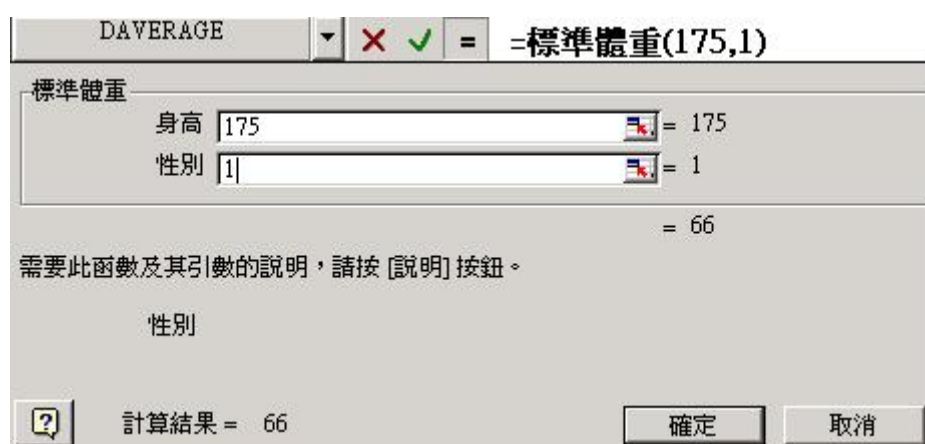 DAVERAGE = =標準體重(175,1)
標準體重
身高 175 = 175
性別 1 = 1
= 66
需要此函數及其引數的說明，請按 [說明] 按鈕。
性別
計算結果 = 66 確定 取消